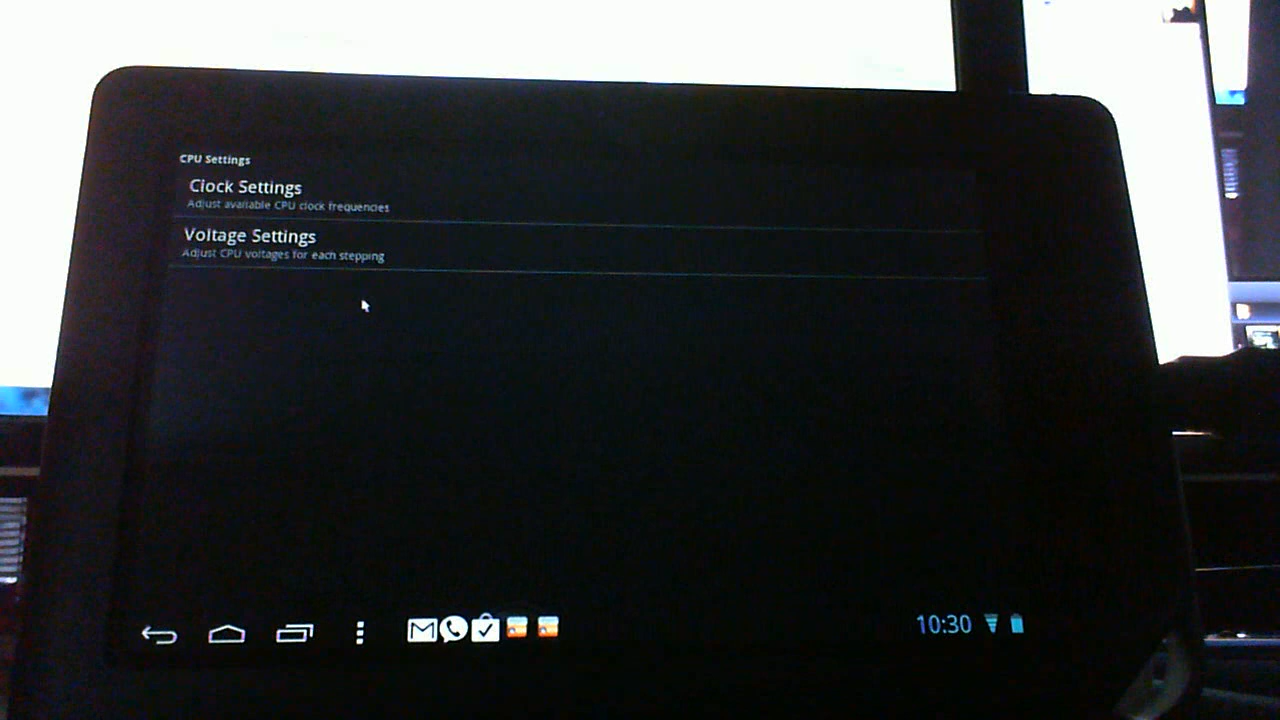 CPU Settings
Clock Settings
Adjust available CPU clock frequencies
Voltage Settings
Adjust CPU voltages for each stepping
10:30